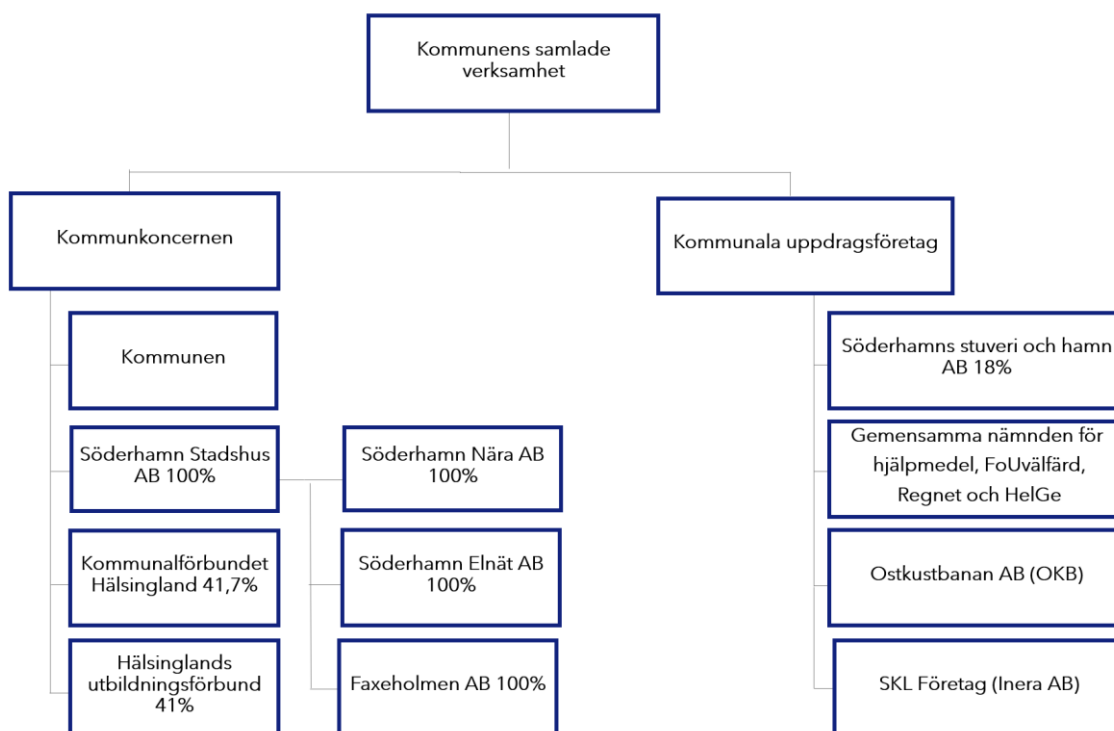 Kommunens samlade
verksamhet
Kommunkoncernen
Kommunala uppdragsföretag
Kommunen
Söderhamn Stadshus
AB 100%
Kommunalförbundet
Hälsingland 41,7%
Hälsinglands
utbildningsförbund
41%
Söderhamn Nära AB
100%
Söderhamn Elnät AB
100%
Faxeholmen AB 100%
Söderhamns stuveri och hamn
AB 18%
Gemensamma nämnden för
hjälpmedel, FoUvälfärd,
Regnet och HelGe
Ostkustbanan AB (OKB)
SKL Företag (Inera AB)